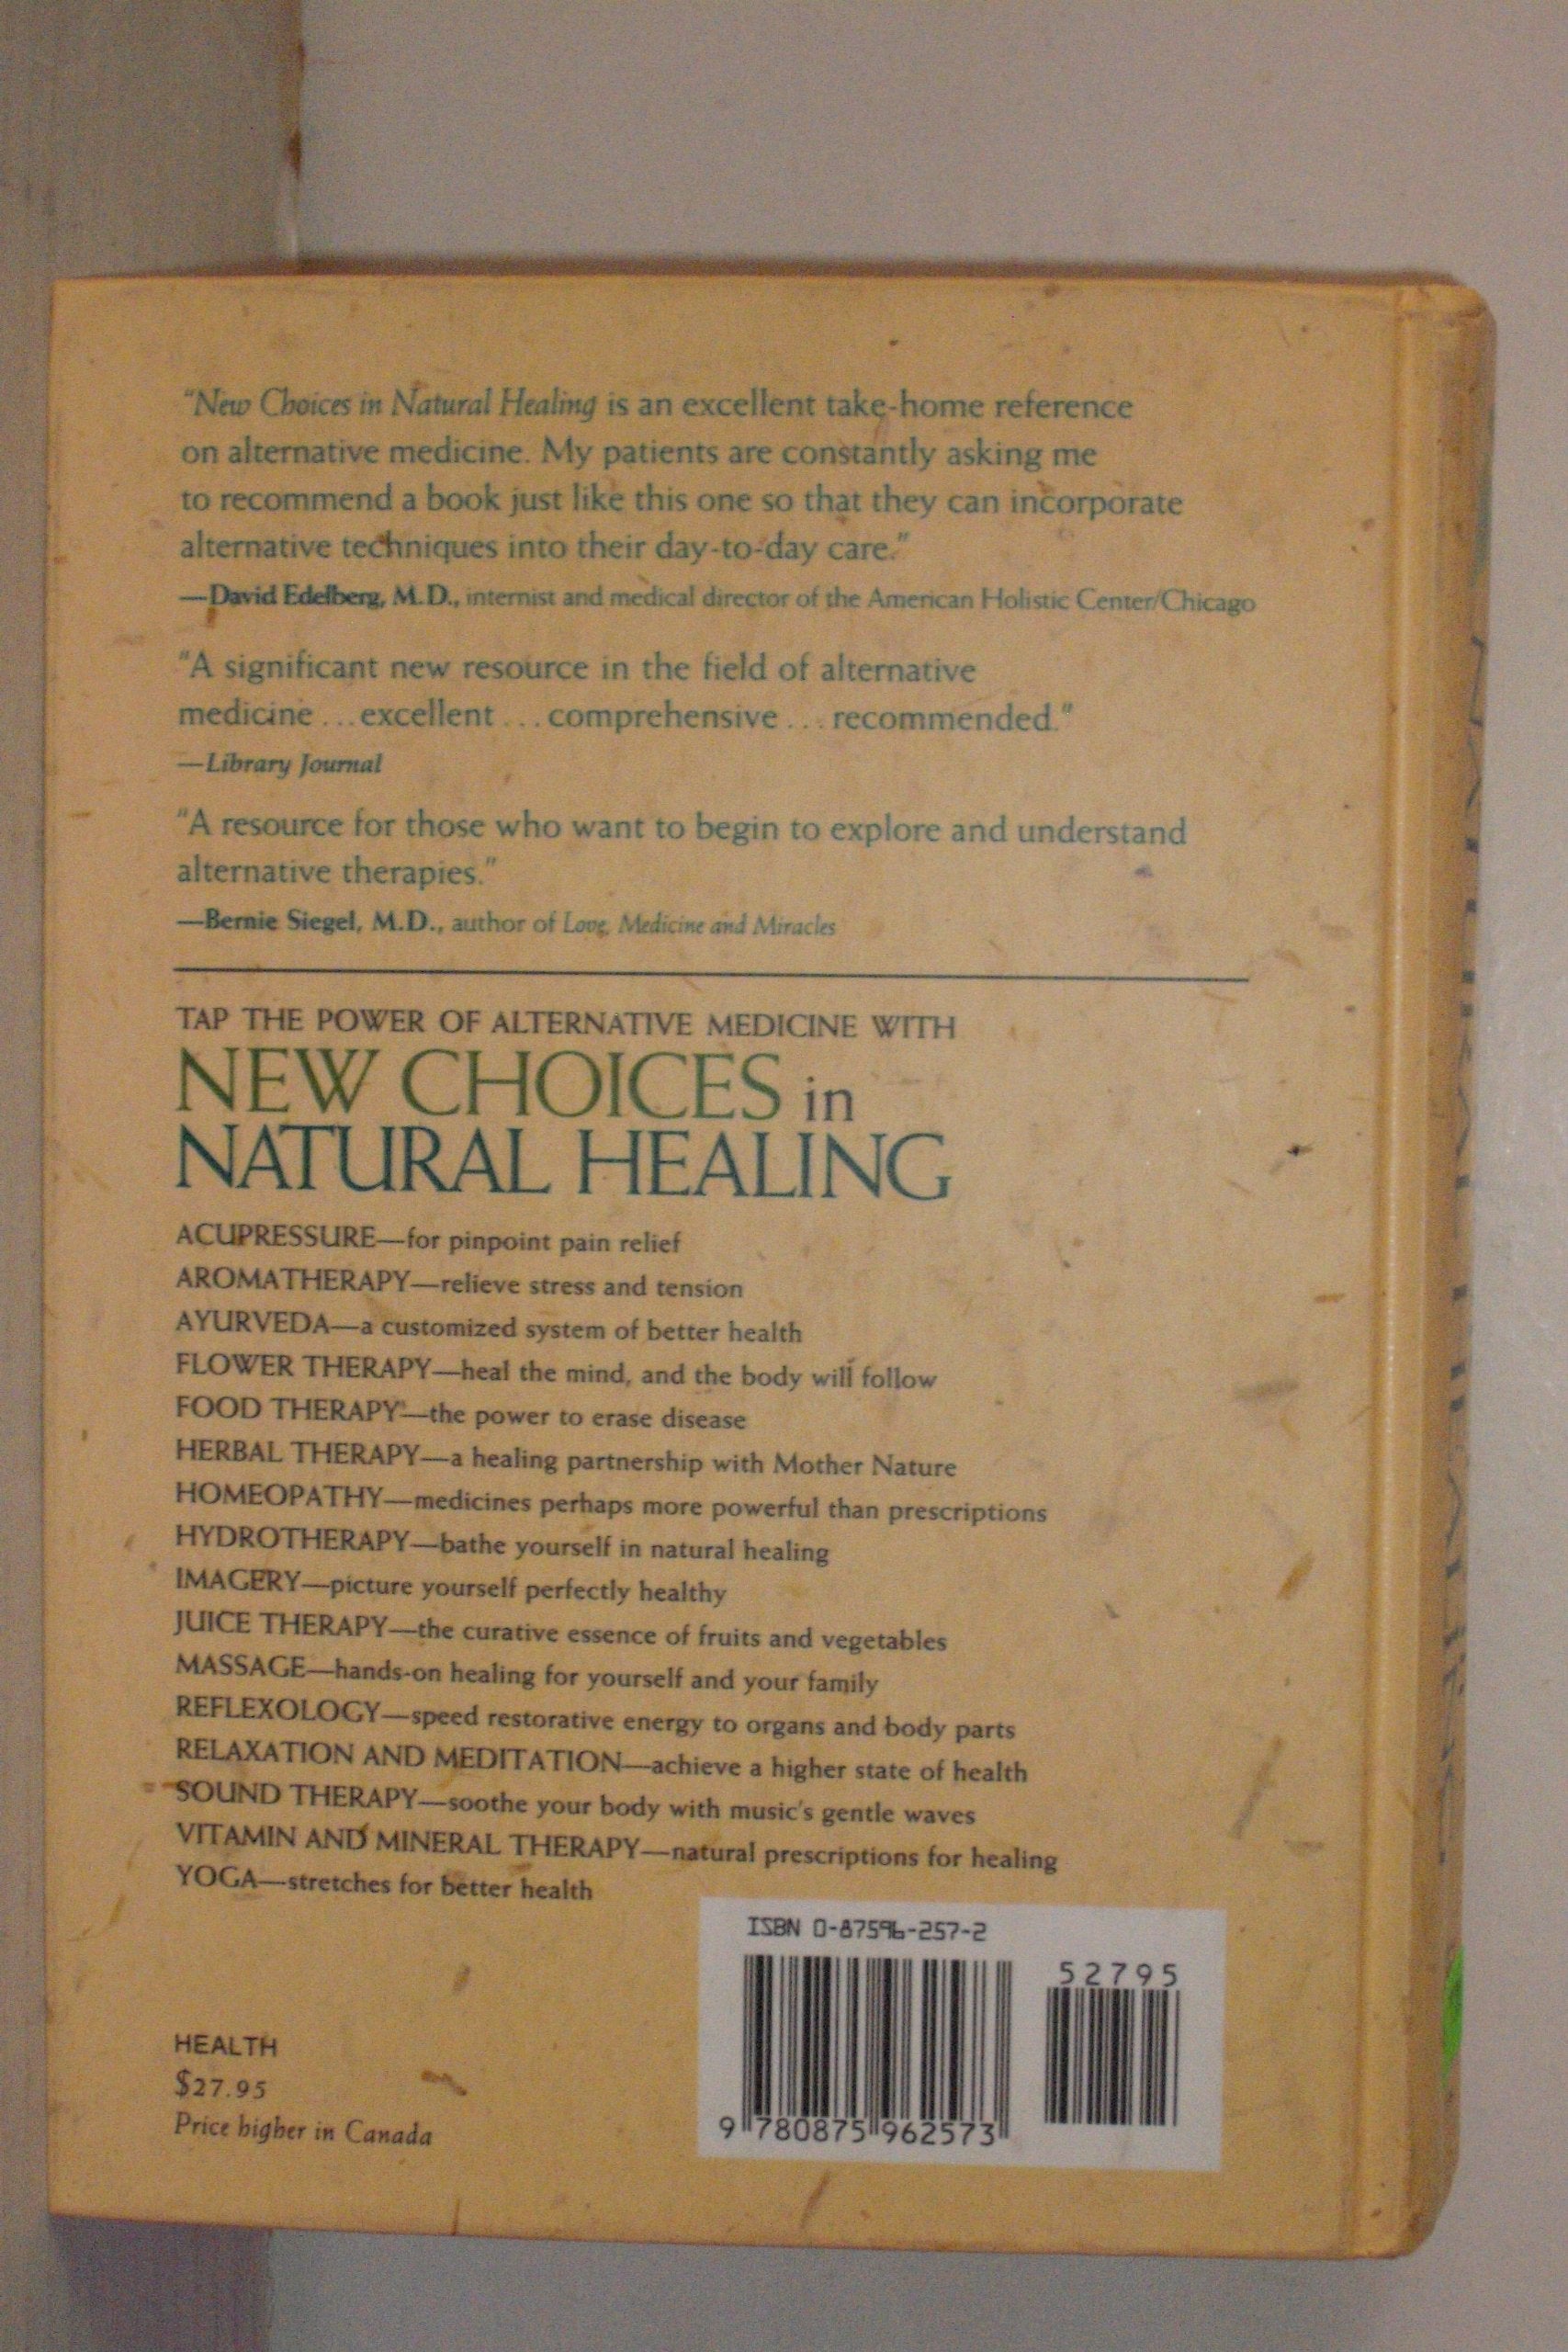 "New Choices in Natural Healing is an excellent take-home reference
on alternative medicine. My patients are constantly asking me
to recommend a book just like this one so that they can incorporate
alternative techniques into their day-to-day care."
—David Edelberg, M.D., internist and medical director of the American Holistic Center/Chicago
"A significant new resource in the field of alternative
medicine . . . excellent . . . comprehensive . . . recommended."
—Library Journal
"A resource for those who want to begin to explore and understand
alternative therapies."
—Bernie Siegel, M.D., author of Love, Medicine and Miracles
TAP THE POWER OF ALTERNATIVE MEDICINE WITH
NEW CHOICES in
NATURAL HEALING
ACUPRESSURE—for pinpoint pain relief
AROMATHERAPY—relieve stress and tension
AYURVEDA—a customized system of better health
FLOWER THERAPY—heal the mind, and the body will follow
FOOD THERAPY—the power to erase disease
HERBAL THERAPY—a healing partnership with Mother Nature
HOMEOPATHY—medicines perhaps more powerful than prescriptions
HYDROTHERAPY—bathe yourself in natural healing
IMAGERY—picture yourself perfectly healthy
JUICE THERAPY—the curative essence of fruits and vegetables
MASSAGE—hands-on healing for yourself and your family
REFLEXOLOGY—speed restorative energy to organs and body parts
RELAXATION AND MEDITATION—achieve a higher state of health
SOUND THERAPY—soothe your body with music's gentle waves
VITAMIN AND MINERAL THERAPY—natural prescriptions for healing
YOGA—stretches for better health
ISBN 0-87596-257-2
52795
9 780875 962573
HEALTH
$27.95
Price higher in Canada